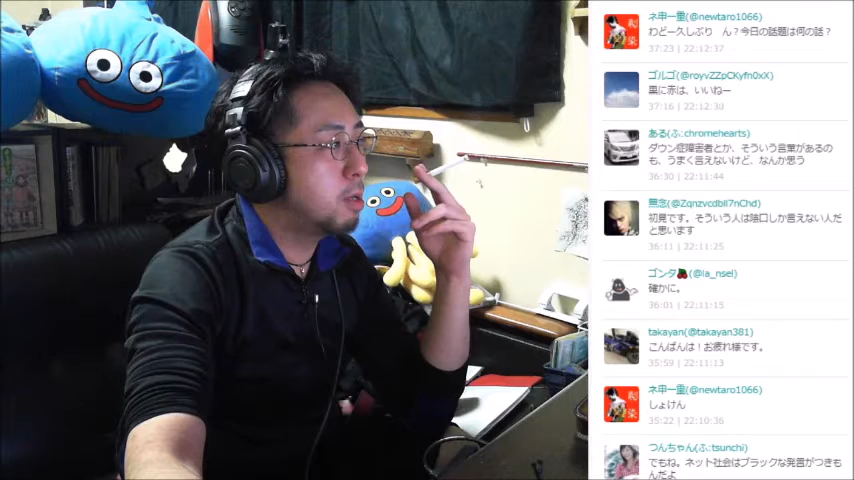 ネ申一重(@newtaro1066)
わどー久しぶり　ん？今日の話題は何の話？
37:23 | 22:12:37
ゴルゴ(@royvZZpCKyfn0xX)
黒に赤は、いいねー
37:16 | 22:12:30
ある(ふ:chromehearts)
ダウン症障害者とか、そういう言葉があるの
も、うまく言えないけど、なんか思う
36:30 | 22:11:44
無念(@Zqnzvcdbll7nChd)
初見です。そういう人は陰口しか言えない人だ
と思います
36:11 | 22:11:25
ゴンタ🍒(@ia_nsel)
確かに。
36:01 | 22:11:15
takayan(@takayan381)
こんばんは！お疲れ様です。
35:59 | 22:11:13
ネ申一重(@newtaro1066)
しょけん
35:22 | 22:10:36
つんちゃん(ふ:tsunchi)
でもね。ネット社会はブラックな発言がつきも
んだよ